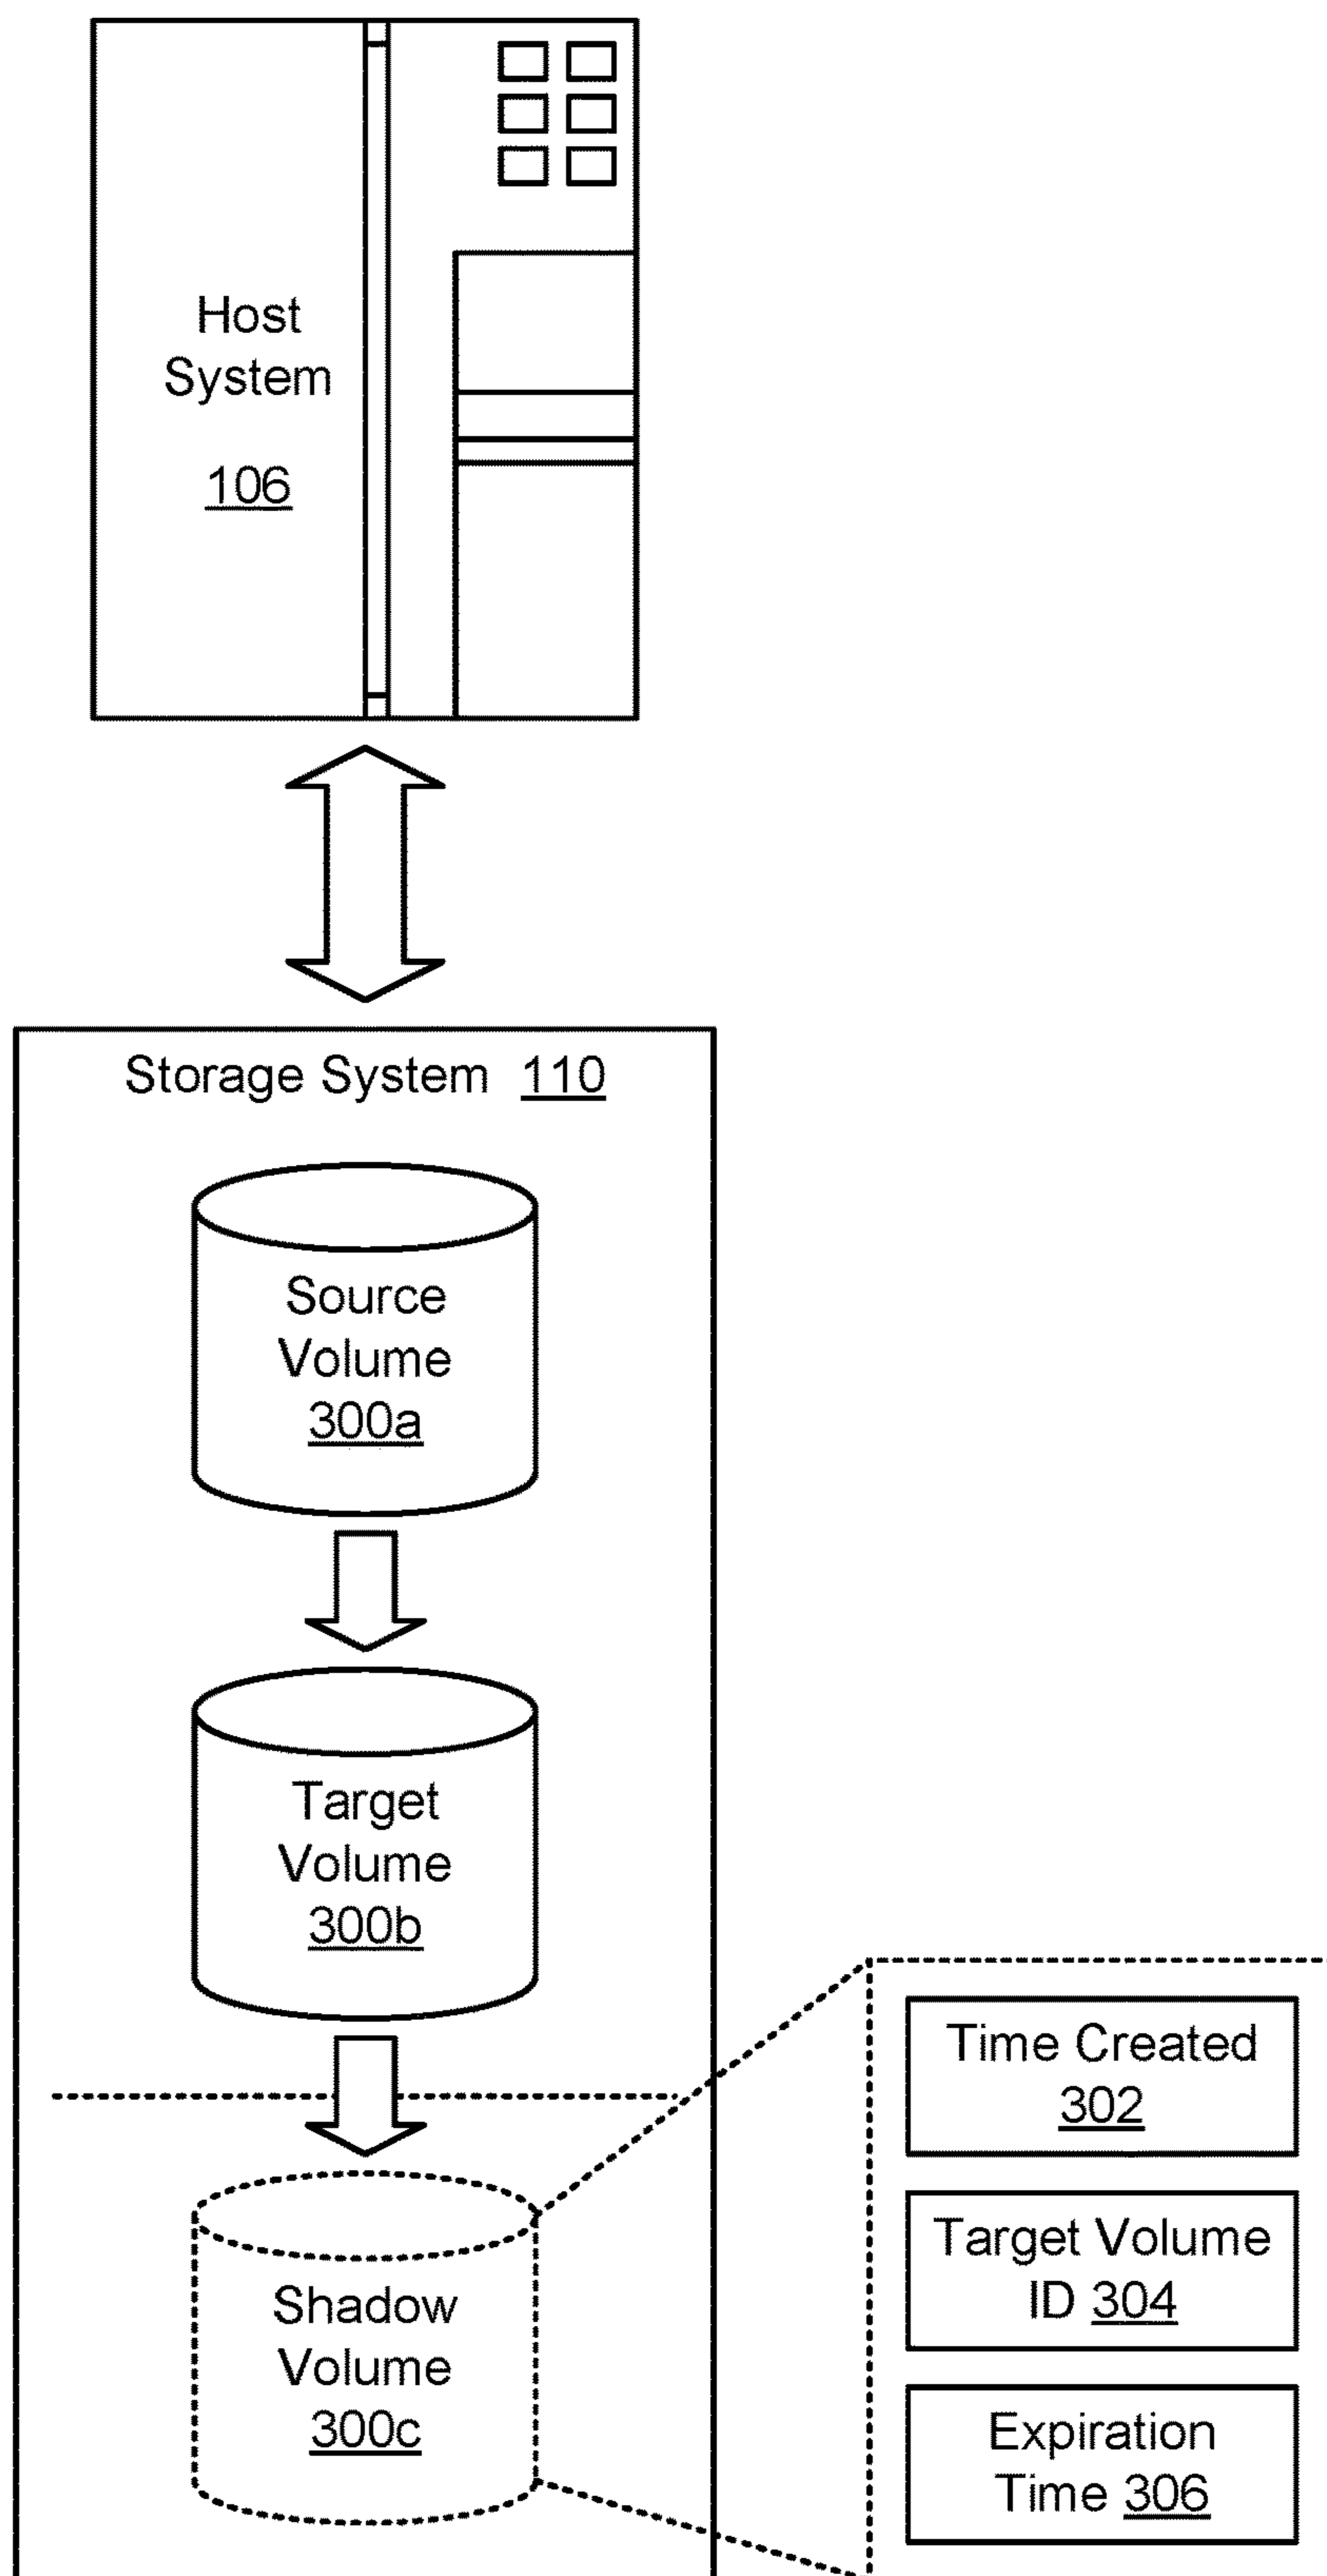 Host
System
106
Storage System 110
Source
Volume
300a
Target
Volume
300b
Shadow
Volume
300c
Time Created
302
Target Volume
ID 304
Expiration
Time 306